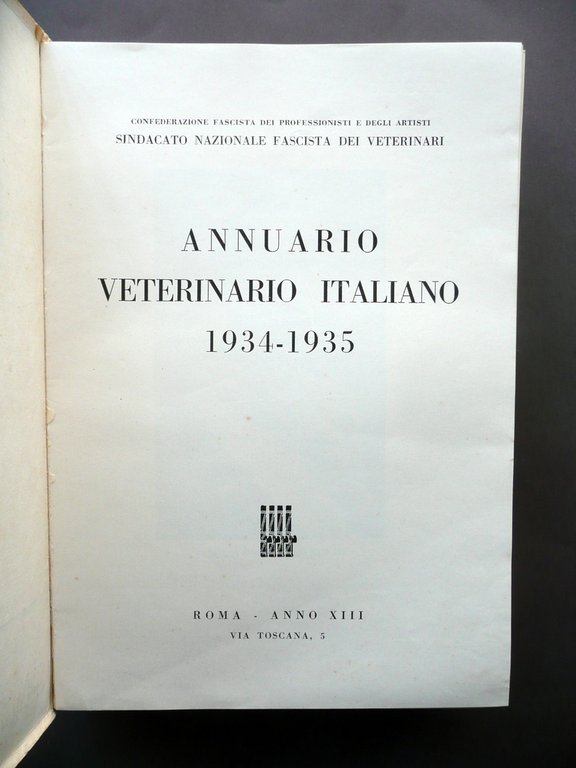 CONFEDERAZIONE FASCISTA DEI PROFESSIONISTI E DEGLI ARTISTI
SINDACATO NAZIONALE FASCISTA DEI VETERINARI
ANNUARIO
VETERINARIO ITALIANO
1934-1935
ROMA - ANNO XIII
VIA TOSCANA, 5